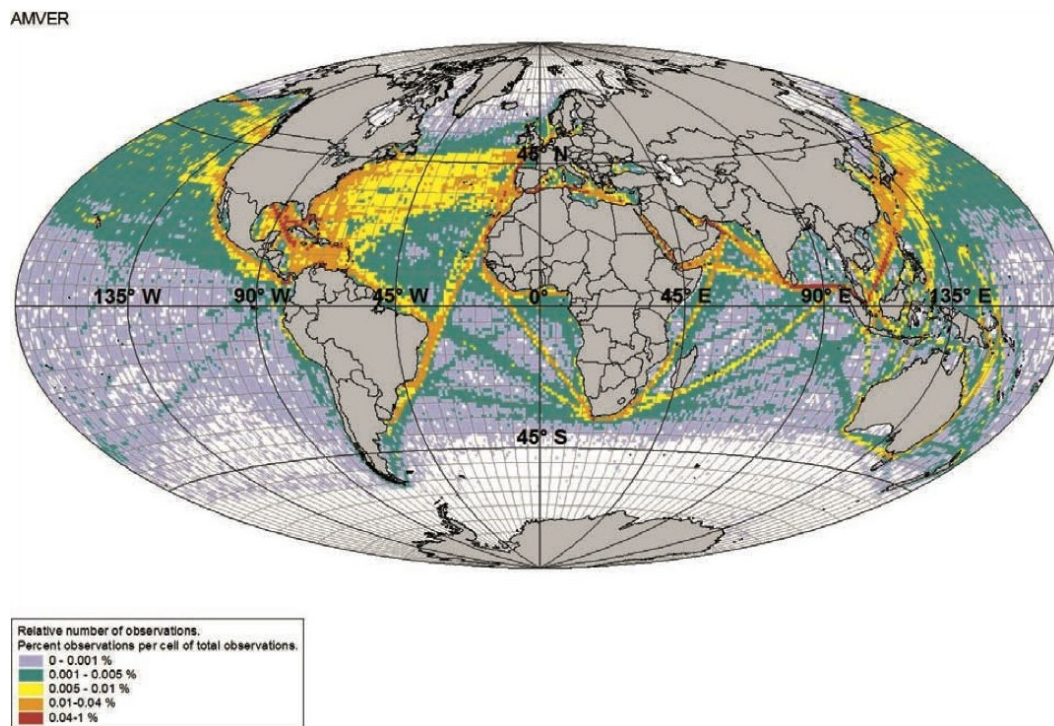 AMVER
45° N
135° W 90° W 45° W 0° 45° E 90° E 135° E
45° S
Relative number of observations.
Percent observations per cell of total observations.
0 - 0.001 %
0.001 - 0.005 %
0.005 - 0.01 %
0.01-0.04 %
0.04-1 %